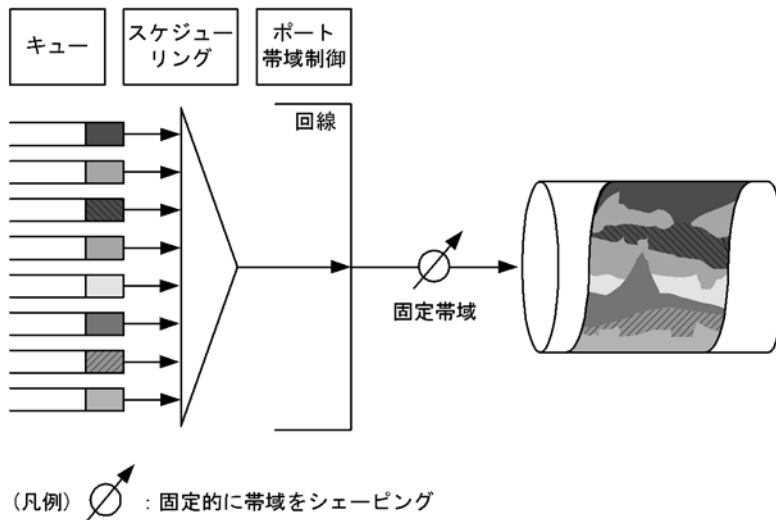 キュー
スケジュー
リング
ポート
帯域制御
回線
固定帯域
(凡例)
：固定的に帯域をシェーピング